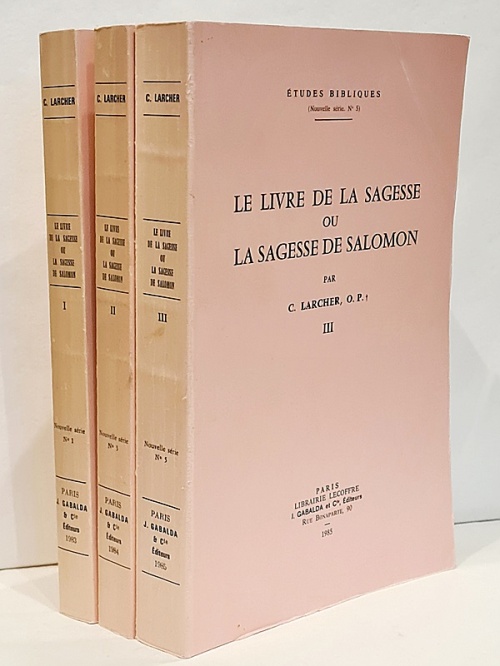 C. LARCHER
LE LIVRE
DE LA SAGESSE
OU
LA SAGESSE
DE SALOMON
I
Nouvelle série
N° 1
PARIS
J. GABALDA
& Cie
Éditeurs
1983
C. LARCHER
LE LIVRE
DE LA SAGESSE
OU
LA SAGESSE
DE SALOMON
II
Nouvelle série
N° 3
PARIS
J. GABALDA
& Cie
Éditeurs
1984
C. LARCHER
LE LIVRE
DE LA SAGESSE
OU
LA SAGESSE
DE SALOMON
III
Nouvelle série
N° 5
PARIS
J. GABALDA
& Cie
Éditeurs
1985
ÉTUDES BIBLIQUES
(Nouvelle série. N° 5)
LE LIVRE DE LA SAGESSE
OU
LA SAGESSE DE SALOMON
PAR
C. LARCHER, O. P. †
III
PARIS
LIBRAIRIE LECOFFRE
J. GABALDA et Cie, Éditeurs
RUE BONAPARTE, 90
1985